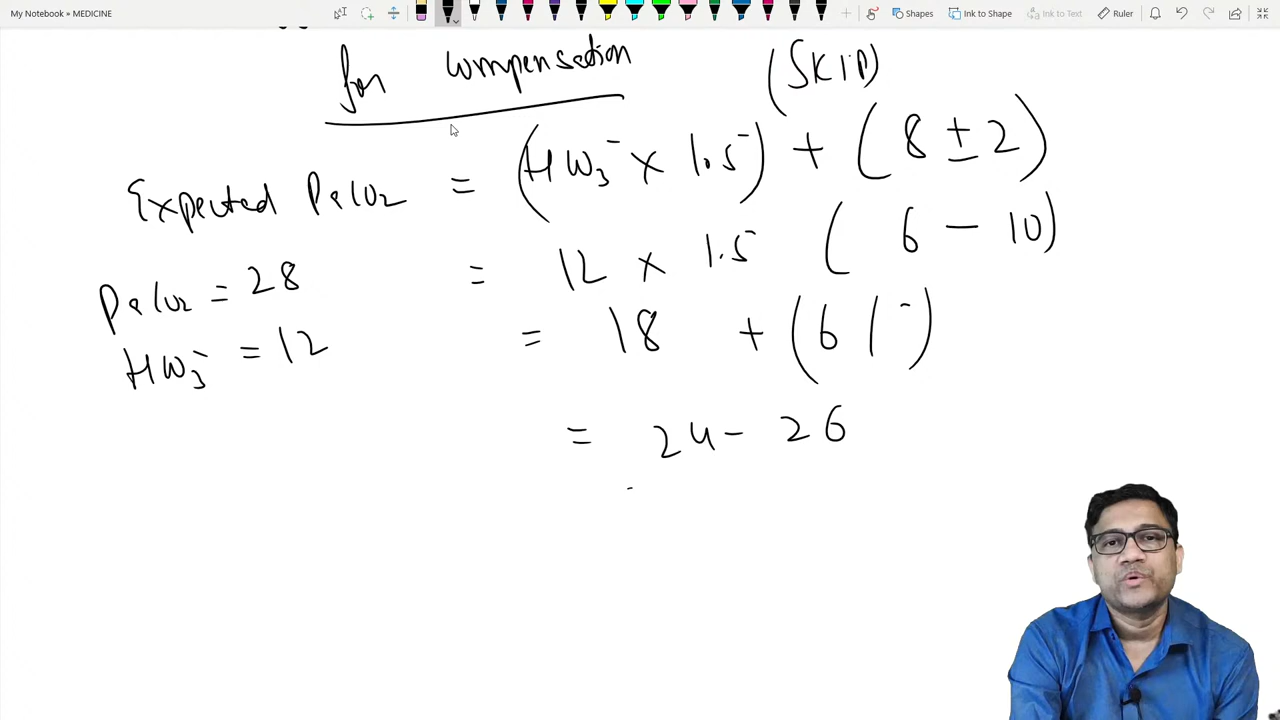 My Notebook » MEDICINE
Shapes Ink to Shape Ink to Text Ruler
for compensation (SKIP)
Expected PaCO2 = (HCO3⁻ × 1.5) + (8 ± 2)
PaCO2 = 28 = 12 × 1.5 ( 6 − 10)
HCO3⁻ = 12 = 18 + (6 | )
= 24 − 26